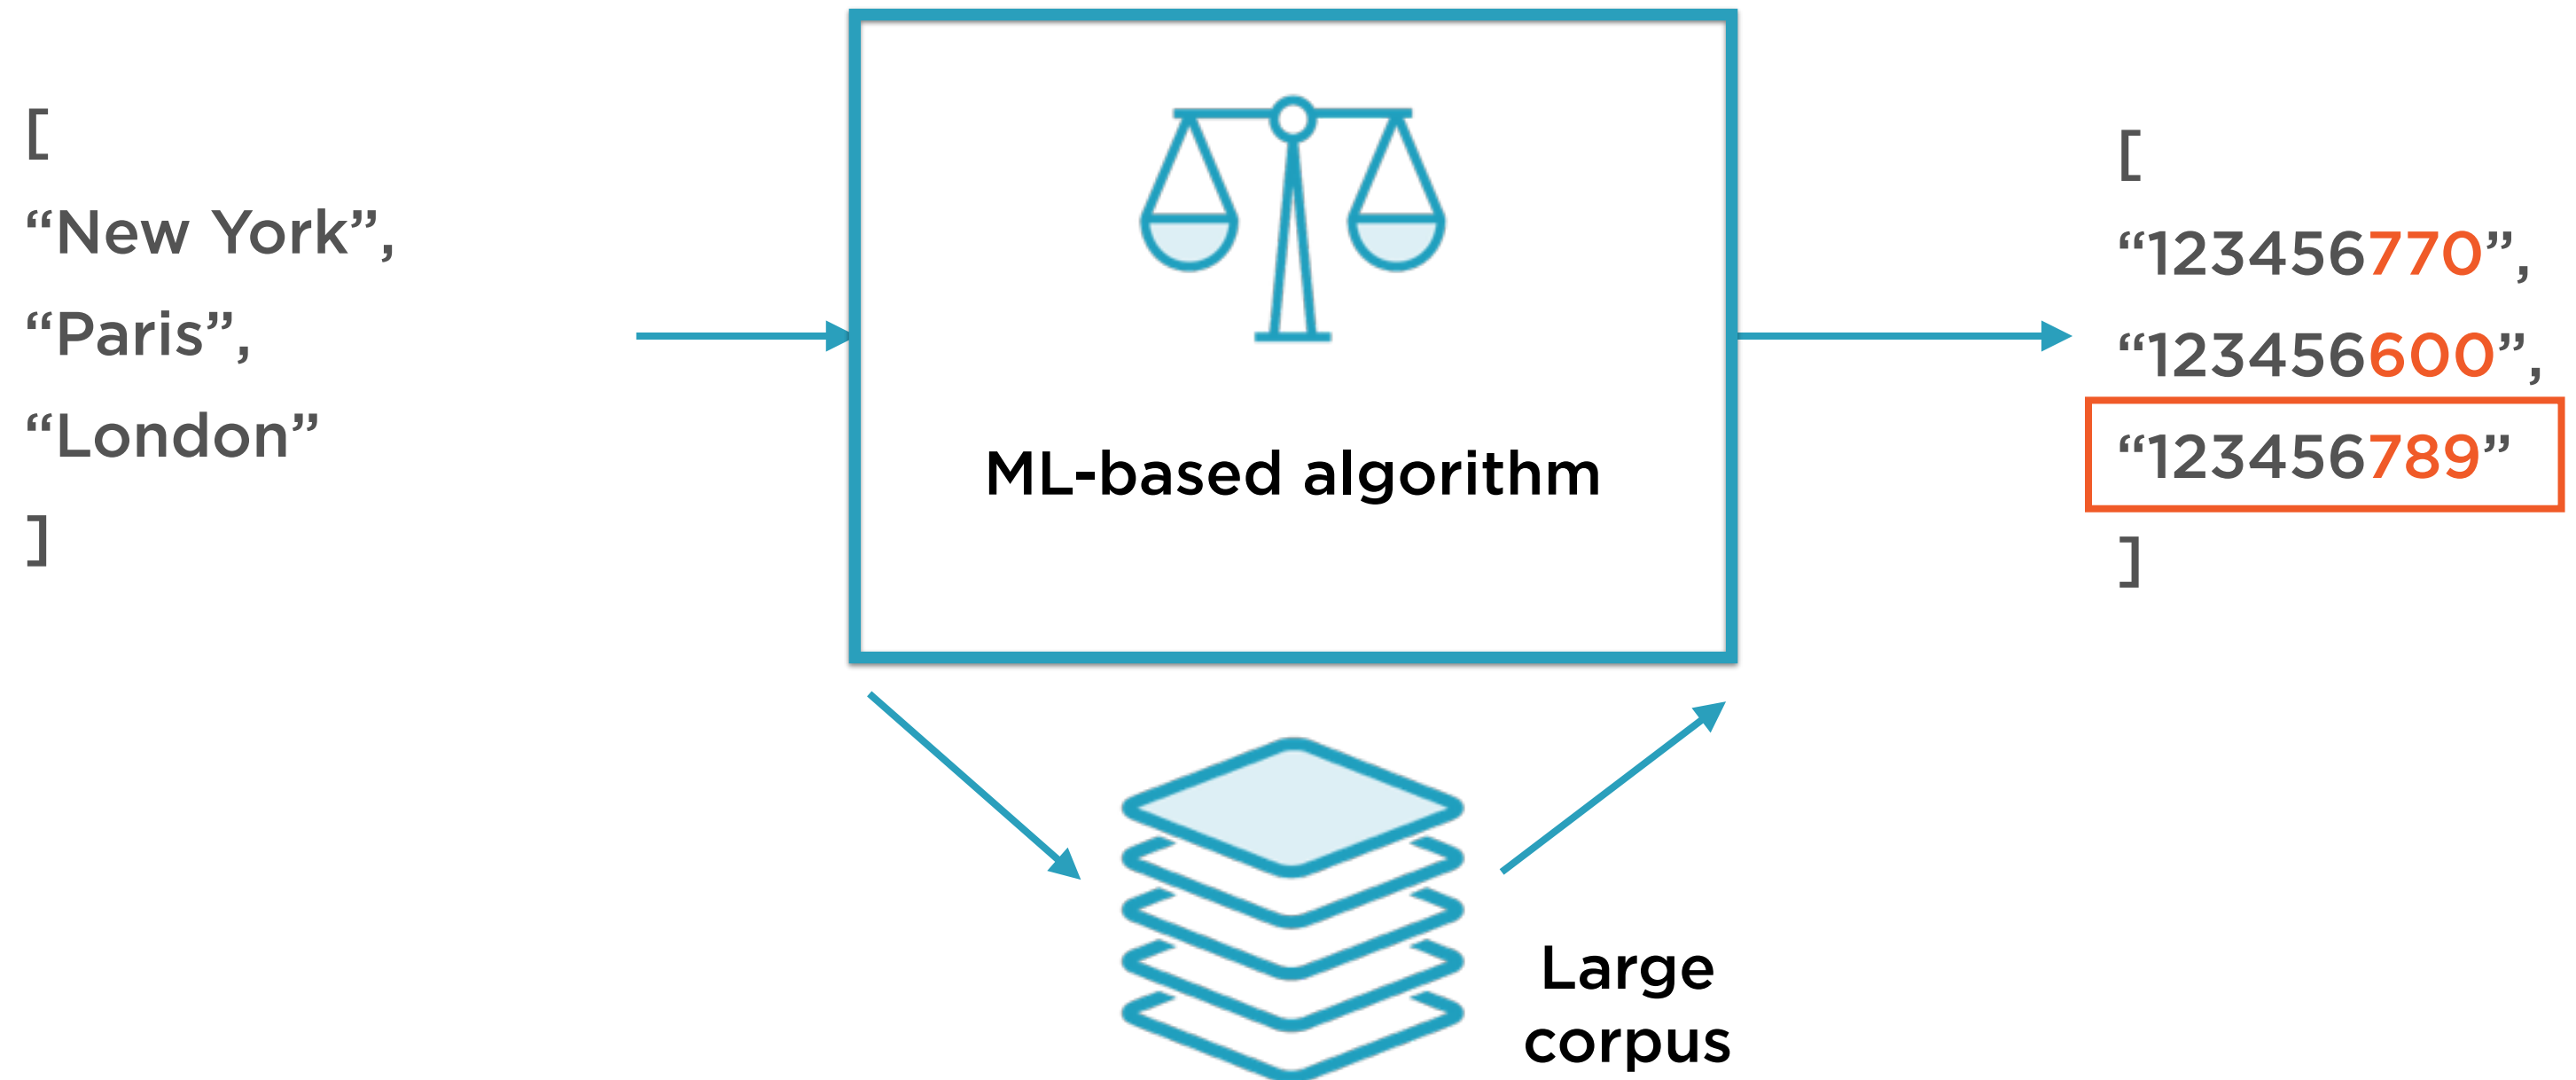 [
“New York”,
“Paris”,
“London”
]
ML-based algorithm
Large
corpus
[
“123456770”,
“123456600”,
“123456789”
]